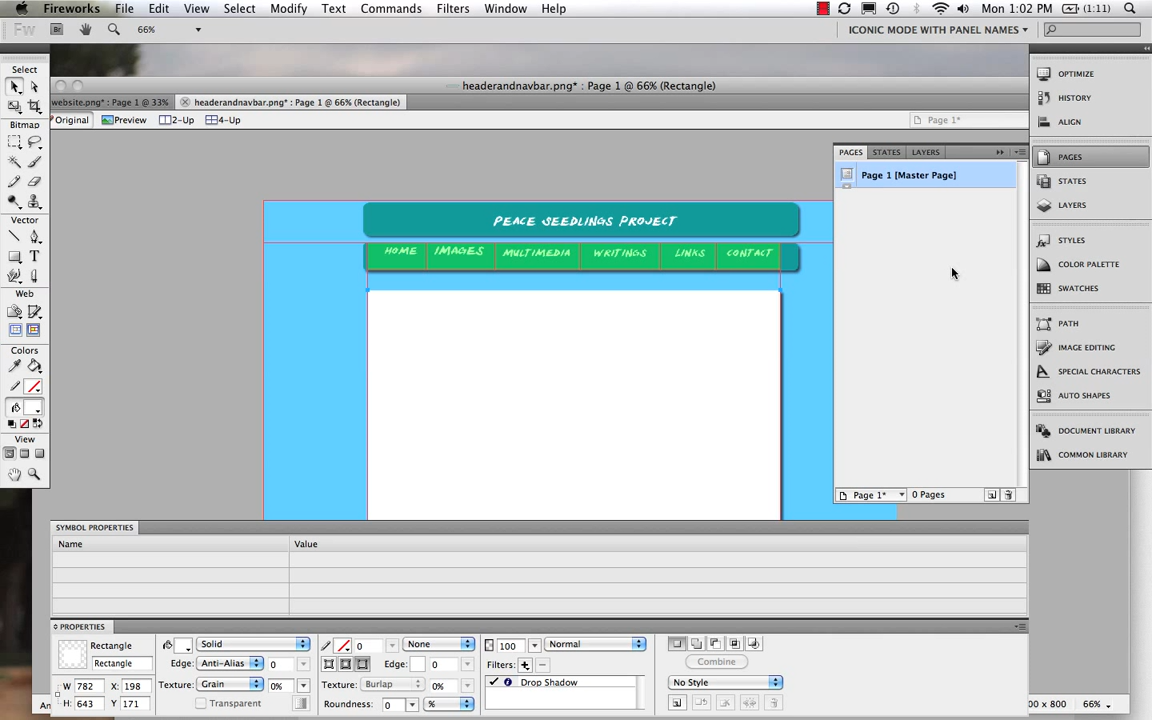 Fireworks File Edit View Select Modify Text Commands Filters Window Help Mon 1:02 PM (1:11)
Fw Br 66% ICONIC MODE WITH PANEL NAMES
headerandnavbar.png* : Page 1 @ 66% (Rectangle)
website.png* : Page 1 @ 33% headerandnavbar.png* : Page 1 @ 66% (Rectangle)
Original Preview 2-Up 4-Up Page 1*
Select
Bitmap
Vector
Web
Colors
View
PEACE SEEDLINGS PROJECT
HOME IMAGES MULTIMEDIA WRITINGS LINKS CONTACT
PAGES STATES LAYERS
Page 1 [Master Page]
Page 1* 0 Pages
OPTIMIZE
HISTORY
ALIGN
PAGES
STATES
LAYERS
STYLES
COLOR PALETTE
SWATCHES
PATH
IMAGE EDITING
SPECIAL CHARACTERS
AUTO SHAPES
DOCUMENT LIBRARY
COMMON LIBRARY
SYMBOL PROPERTIES
Name Value
PROPERTIES
Rectangle Solid 0 None 100 Normal
Rectangle Edge: Anti-Alias 0 Edge: 0 Filters: Combine
W 782 X: 198 Texture: Grain 0% Texture: Burlap 0% Drop Shadow No Style
H: 643 Y 171 Transparent Roundness: 0 %
An 00 x 800 66%